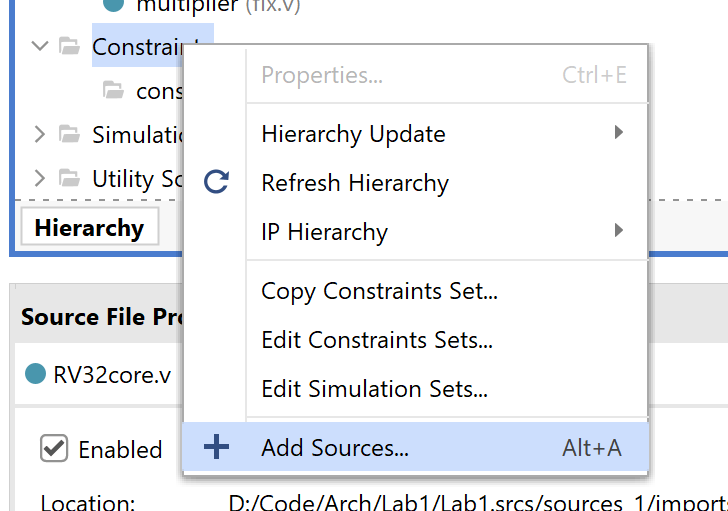 multiplier (fix.v)
Constraint
cons
Simulatio
Utility Sc
Hierarchy
Properties... Ctrl+E
Hierarchy Update
Refresh Hierarchy
IP Hierarchy
Copy Constraints Set...
Edit Constraints Sets...
Edit Simulation Sets...
Add Sources... Alt+A
Source File Pro
RV32core.v
Enabled
Location: D:/Code/Arch/Lab1/Lab1.srcs/sources_1/import